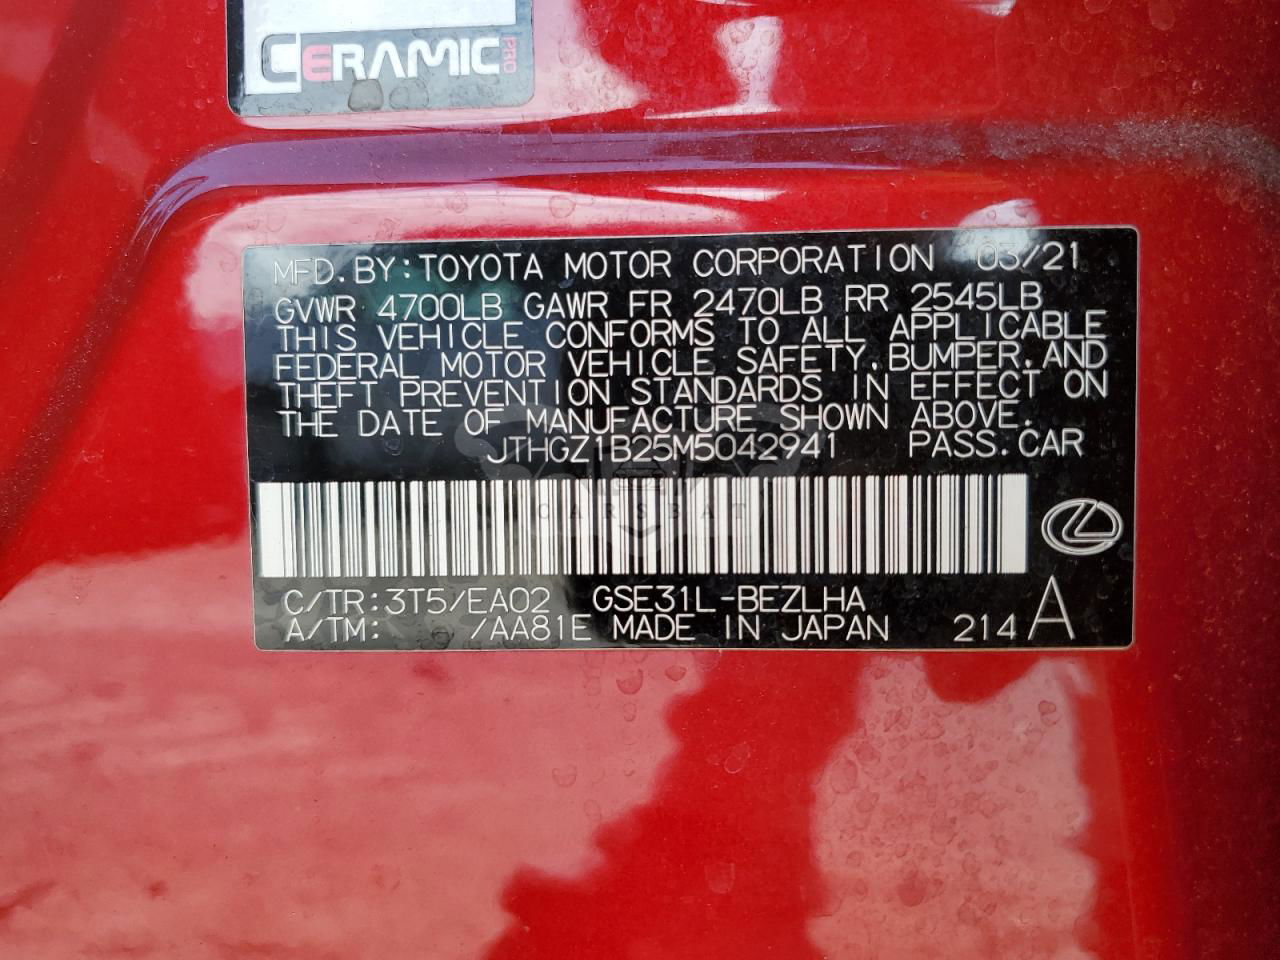 CERAMIC PRO
MFD. BY: TOYOTA MOTOR CORPORATION 03/21
GVWR 4700LB GAWR FR 2470LB RR 2545LB
THIS VEHICLE CONFORMS TO ALL APPLICABLE
FEDERAL MOTOR VEHICLE SAFETY, BUMPER, AND
THEFT PREVENTION STANDARDS IN EFFECT ON
THE DATE OF MANUFACTURE SHOWN ABOVE.
JTHGZ1B25M5042941 PASS.CAR
CARSBAT
C/TR: 3T5/EA02 GSE31L-BEZLHA
A/TM: /AA81E MADE IN JAPAN 214 A